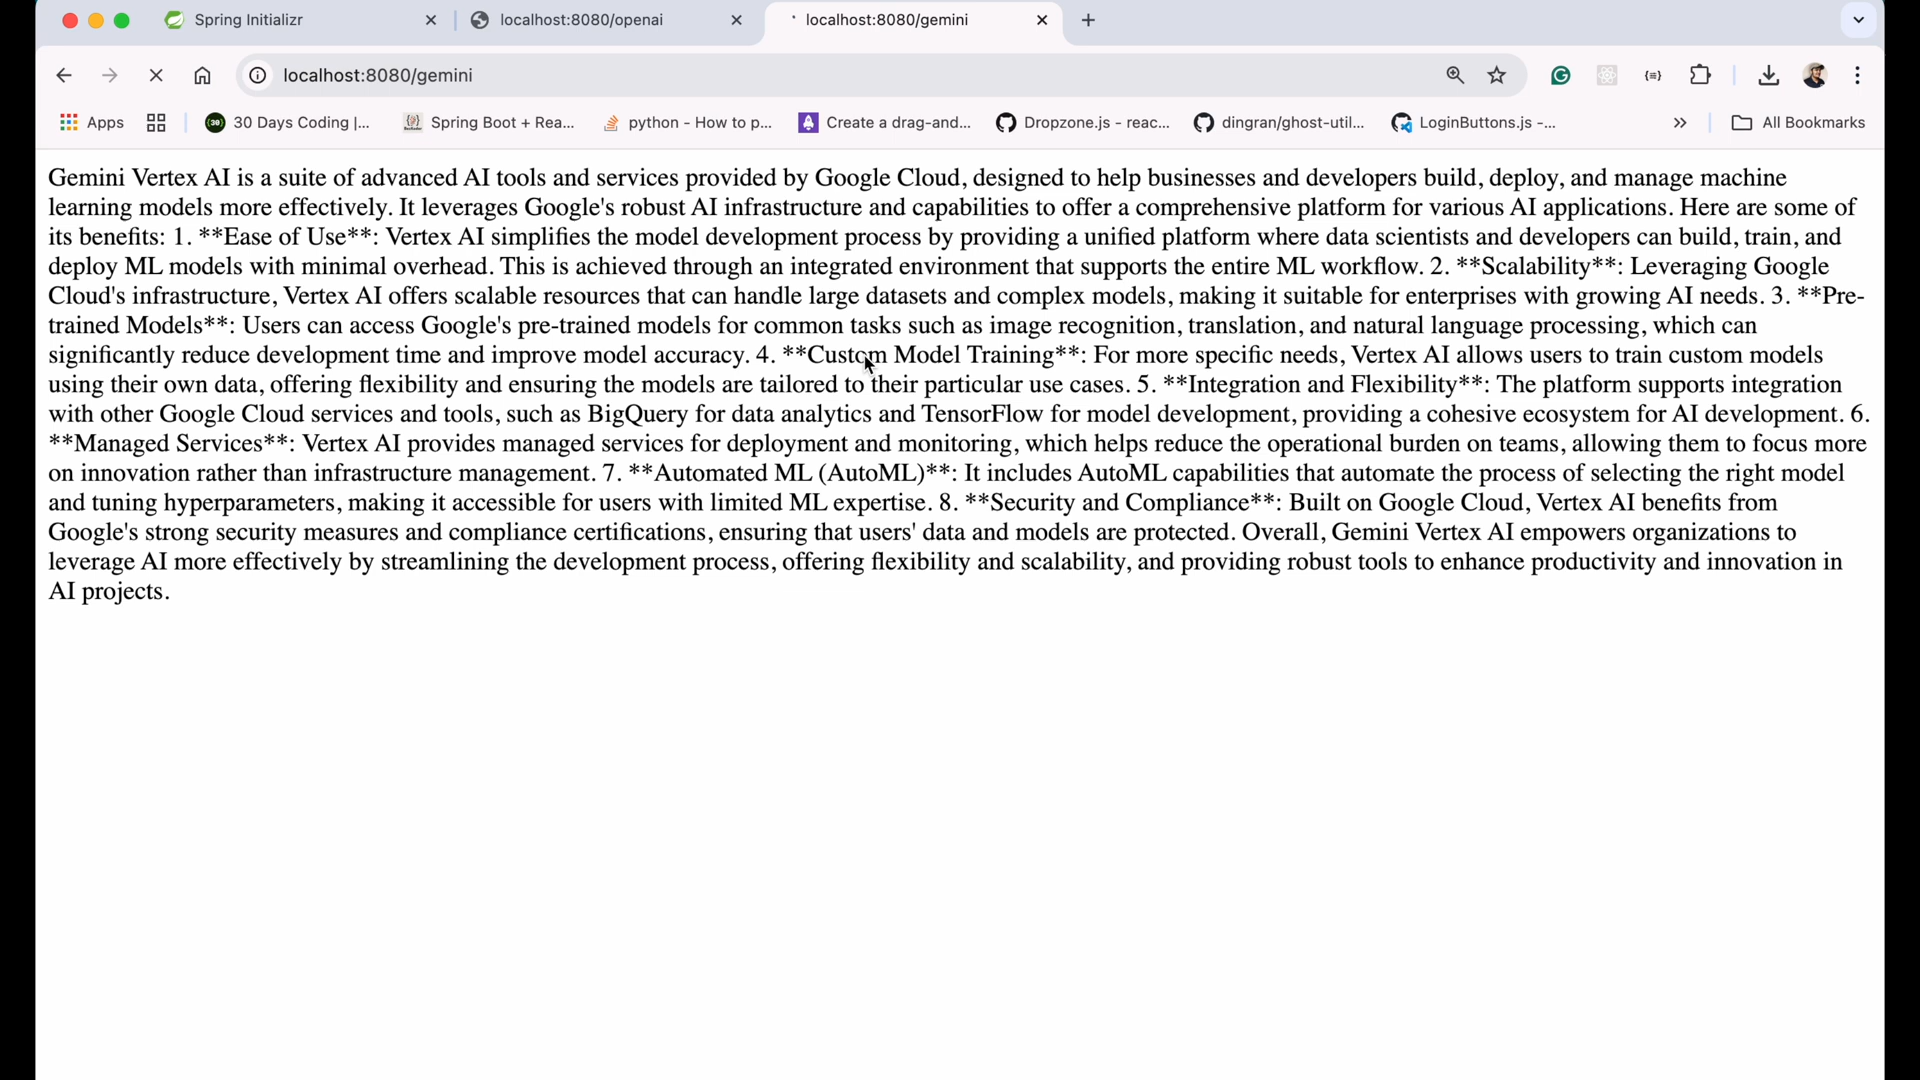 Spring Initializr
localhost:8080/openai
localhost:8080/gemini
localhost:8080/gemini
Apps
30 Days Coding |...
Spring Boot + Rea...
python - How to p...
Create a drag-and...
Dropzone.js - reac...
dingran/ghost-util...
LoginButtons.js -...
All Bookmarks
Gemini Vertex AI is a suite of advanced AI tools and services provided by Google Cloud, designed to help businesses and developers build, deploy, and manage machine
learning models more effectively. It leverages Google's robust AI infrastructure and capabilities to offer a comprehensive platform for various AI applications. Here are some of
its benefits: 1. **Ease of Use**: Vertex AI simplifies the model development process by providing a unified platform where data scientists and developers can build, train, and
deploy ML models with minimal overhead. This is achieved through an integrated environment that supports the entire ML workflow. 2. **Scalability**: Leveraging Google
Cloud's infrastructure, Vertex AI offers scalable resources that can handle large datasets and complex models, making it suitable for enterprises with growing AI needs. 3. **Pre-
trained Models**: Users can access Google's pre-trained models for common tasks such as image recognition, translation, and natural language processing, which can
significantly reduce development time and improve model accuracy. 4. **Custom Model Training**: For more specific needs, Vertex AI allows users to train custom models
using their own data, offering flexibility and ensuring the models are tailored to their particular use cases. 5. **Integration and Flexibility**: The platform supports integration
with other Google Cloud services and tools, such as BigQuery for data analytics and TensorFlow for model development, providing a cohesive ecosystem for AI development. 6.
**Managed Services**: Vertex AI provides managed services for deployment and monitoring, which helps reduce the operational burden on teams, allowing them to focus more
on innovation rather than infrastructure management. 7. **Automated ML (AutoML)**: It includes AutoML capabilities that automate the process of selecting the right model
and tuning hyperparameters, making it accessible for users with limited ML expertise. 8. **Security and Compliance**: Built on Google Cloud, Vertex AI benefits from
Google's strong security measures and compliance certifications, ensuring that users' data and models are protected. Overall, Gemini Vertex AI empowers organizations to
leverage AI more effectively by streamlining the development process, offering flexibility and scalability, and providing robust tools to enhance productivity and innovation in
AI projects.